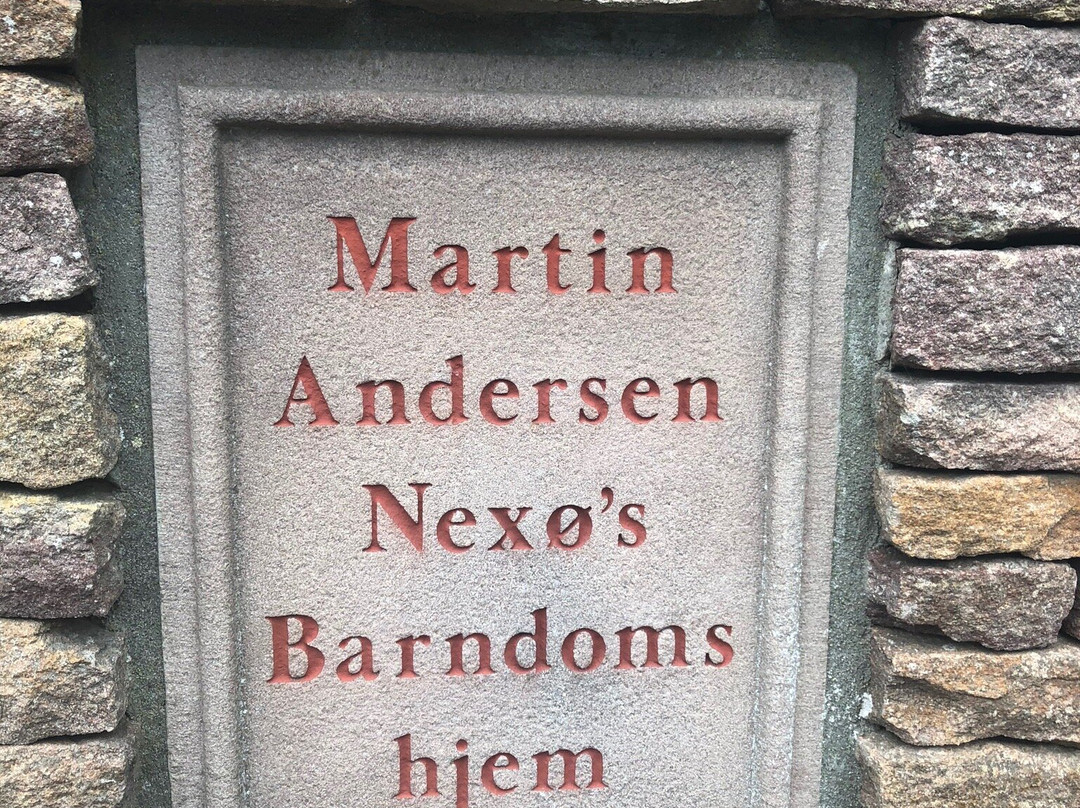 Martin
Andersen
Nexø’s
Barndoms
hjem